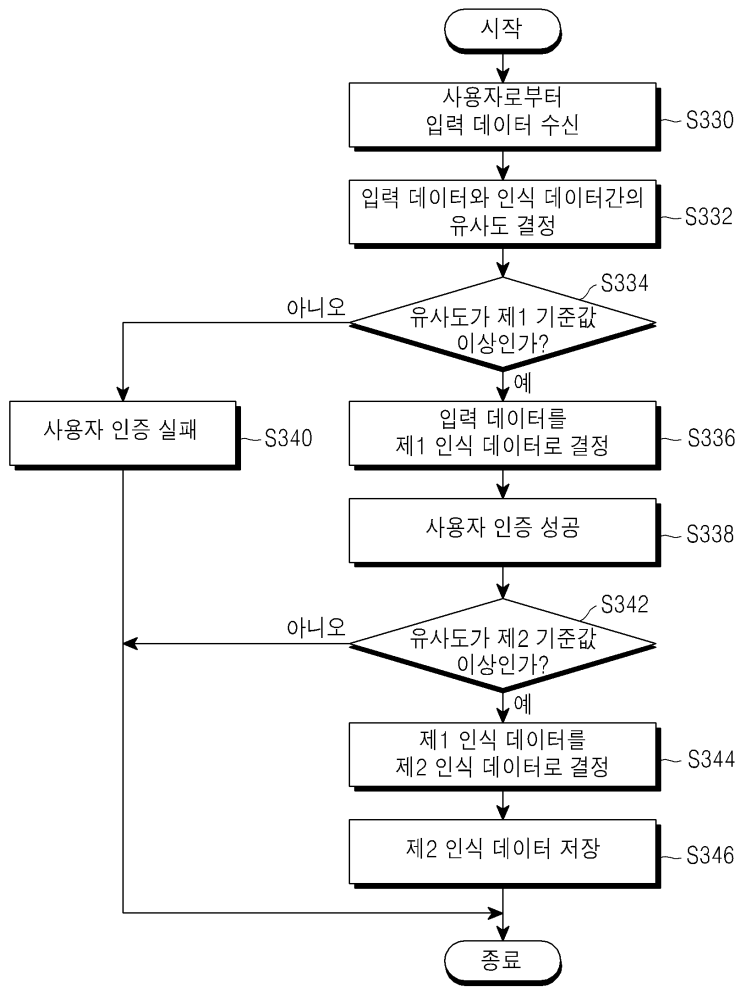 시작
사용자로부터
입력 데이터 수신
S330
입력 데이터와 인식 데이터간의
유사도 결정
S332
S334
아니오
유사도가 제1 기준값
이상인가?
예
사용자 인증 실패
S340
입력 데이터를
제1 인식 데이터로 결정
S336
사용자 인증 성공
S338
S342
아니오
유사도가 제2 기준값
이상인가?
예
제1 인식 데이터를
제2 인식 데이터로 결정
S344
제2 인식 데이터 저장
S346
종료